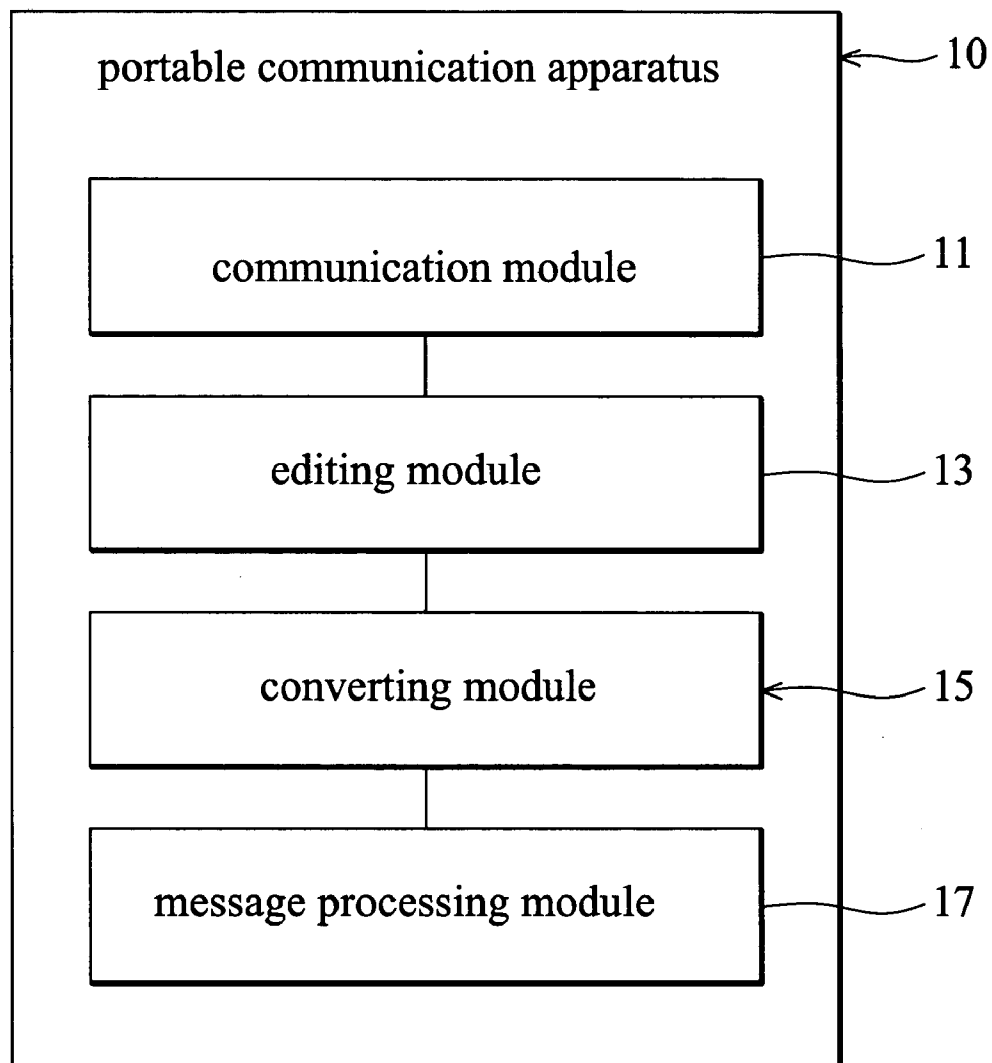 portable communication apparatus
10
communication module
11
editing module
13
converting module
15
message processing module
17